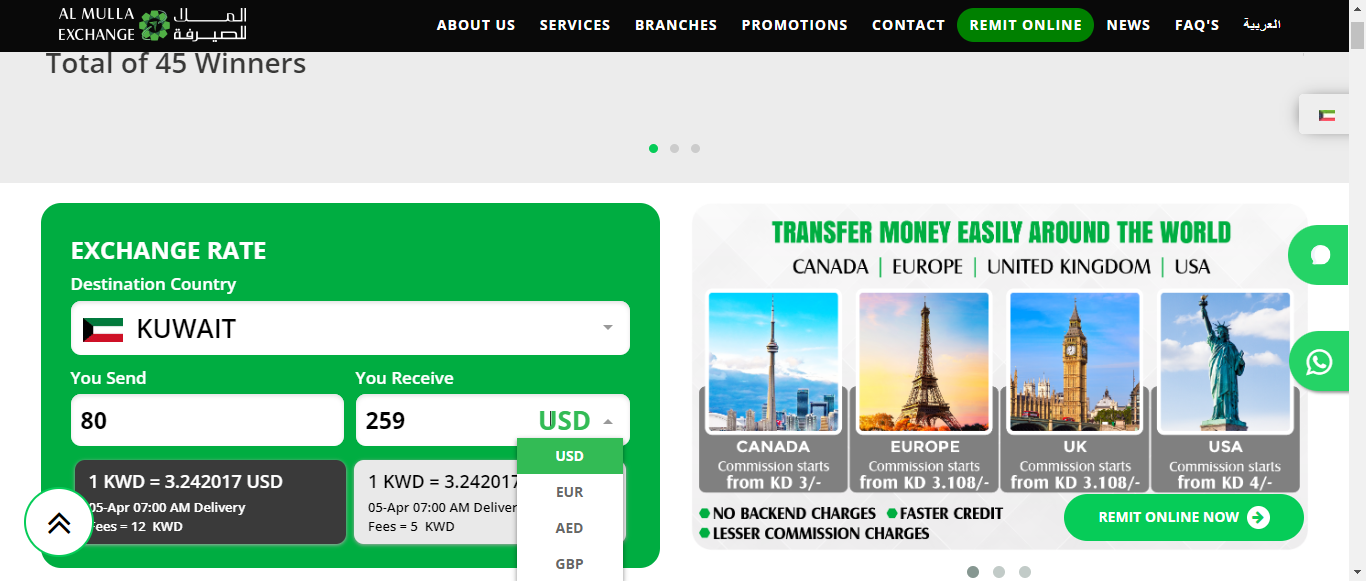 AL MULLA
EXCHANGE
المـــــلا
للصيرفة
ABOUT US
SERVICES
BRANCHES
PROMOTIONS
CONTACT
REMIT ONLINE
NEWS
FAQ'S
العربية
Total of 45 Winners
EXCHANGE RATE
Destination Country
KUWAIT
You Send
You Receive
80
259
USD
USD
EUR
AED
GBP
1 KWD = 3.242017 USD
05-Apr 07:00 AM Delivery
Fees = 12 KWD
1 KWD = 3.242017
05-Apr 07:00 AM Deliver
Fees = 5 KWD
TRANSFER MONEY EASILY AROUND THE WORLD
CANADA | EUROPE | UNITED KINGDOM | USA
CANADA
Commission starts
from KD 3/-
EUROPE
Commission starts
from KD 3.108/-
UK
Commission starts
from KD 3.108/-
USA
Commission starts
from KD 4/-
NO BACKEND CHARGES
FASTER CREDIT
LESSER COMMISSION CHARGES
REMIT ONLINE NOW